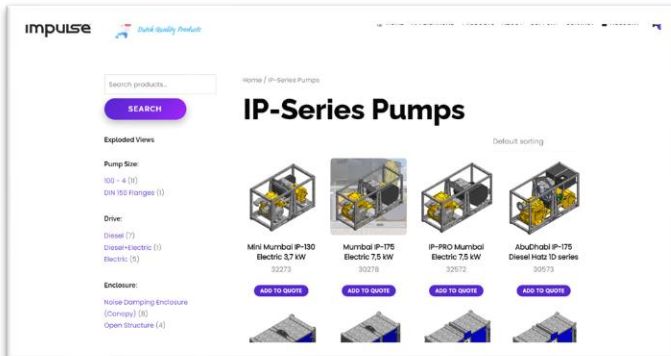 impulse
Dutch Quality Products
Search products…
SEARCH
Exploded Views
Pump Size:
100 - 4 (11)
DIN 150 Flanges (1)
Drive:
Diesel (7)
Diesel+Electric (1)
Electric (5)
Enclosure:
Noise Damping Enclosure
(Canopy) (8)
Open Structure (4)
Home / IP-Series Pumps
IP-Series Pumps
Default sorting
Mini Mumbai IP-130
Electric 3,7 kW
32273
ADD TO QUOTE
Mumbai IP-175
Electric 7,5 kW
30278
ADD TO QUOTE
IP-PRO Mumbai
Electric 7,5 kW
32572
ADD TO QUOTE
AbuDhabi IP-175
Diesel Hatz 1D series
30573
ADD TO QUOTE